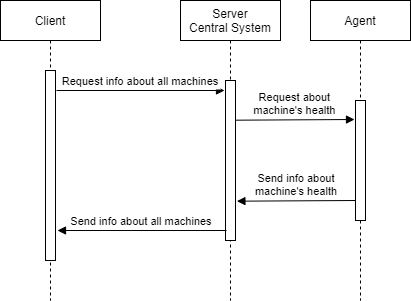 Client
Server
Central System
Agent
Request info about all machines
Request about
machine's health
Send info about
machine's health
Send info about all machines